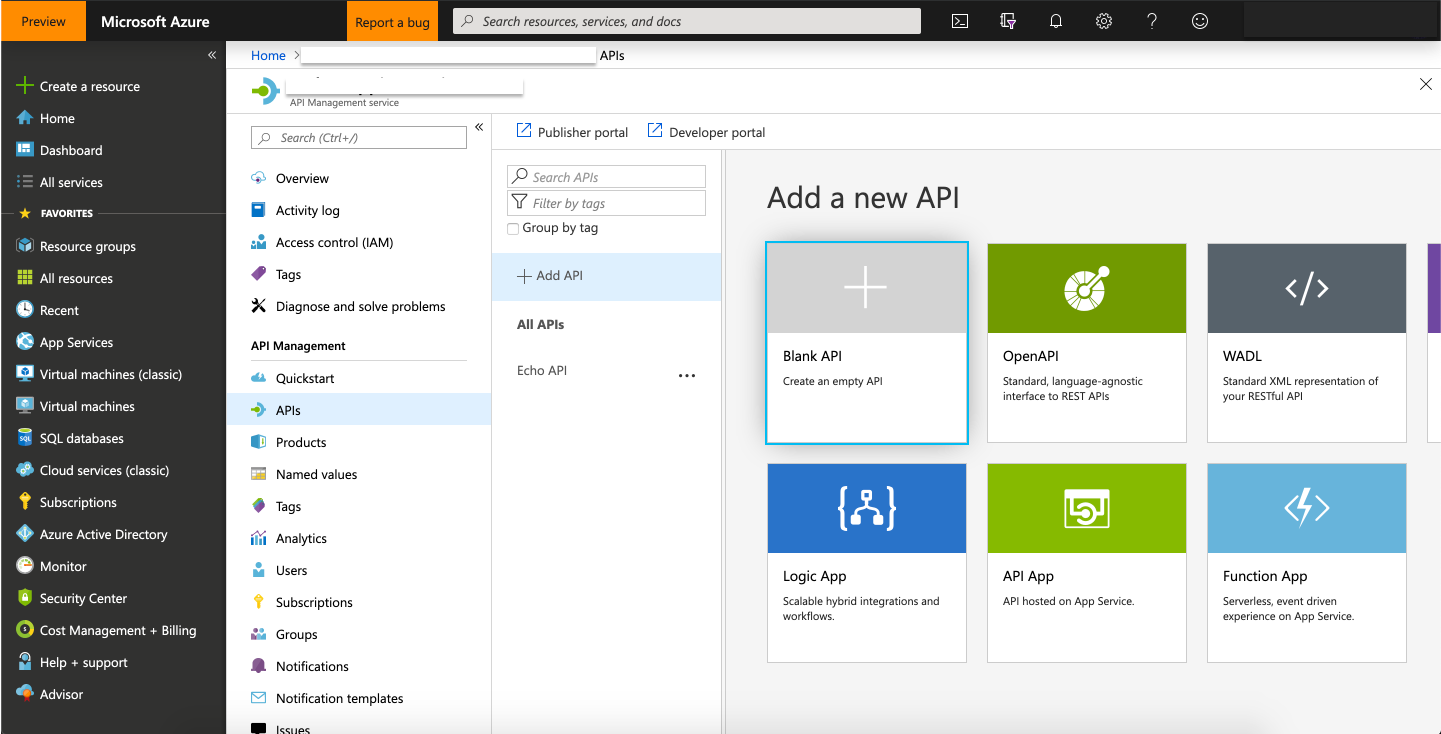 Preview
Microsoft Azure
Report a bug
Search resources, services, and docs
Home
APIs
API Management service
Create a resource
Home
Dashboard
All services
FAVORITES
Resource groups
All resources
Recent
App Services
Virtual machines (classic)
Virtual machines
SQL databases
Cloud services (classic)
Subscriptions
Azure Active Directory
Monitor
Security Center
Cost Management + Billing
Help + support
Advisor
Search (Ctrl+/)
Overview
Activity log
Access control (IAM)
Tags
Diagnose and solve problems
API Management
Quickstart
APIs
Products
Named values
Tags
Analytics
Users
Subscriptions
Groups
Notifications
Notification templates
Issues
Publisher portal
Developer portal
Search APIs
Filter by tags
Group by tag
Add API
All APIs
Echo API
Add a new API
Blank API
Create an empty API
OpenAPI
Standard, language-agnostic
interface to REST APIs
WADL
Standard XML representation of
your RESTful API
Logic App
Scalable hybrid integrations and
workflows.
API App
API hosted on App Service.
Function App
Serverless, event driven
experience on App Service.